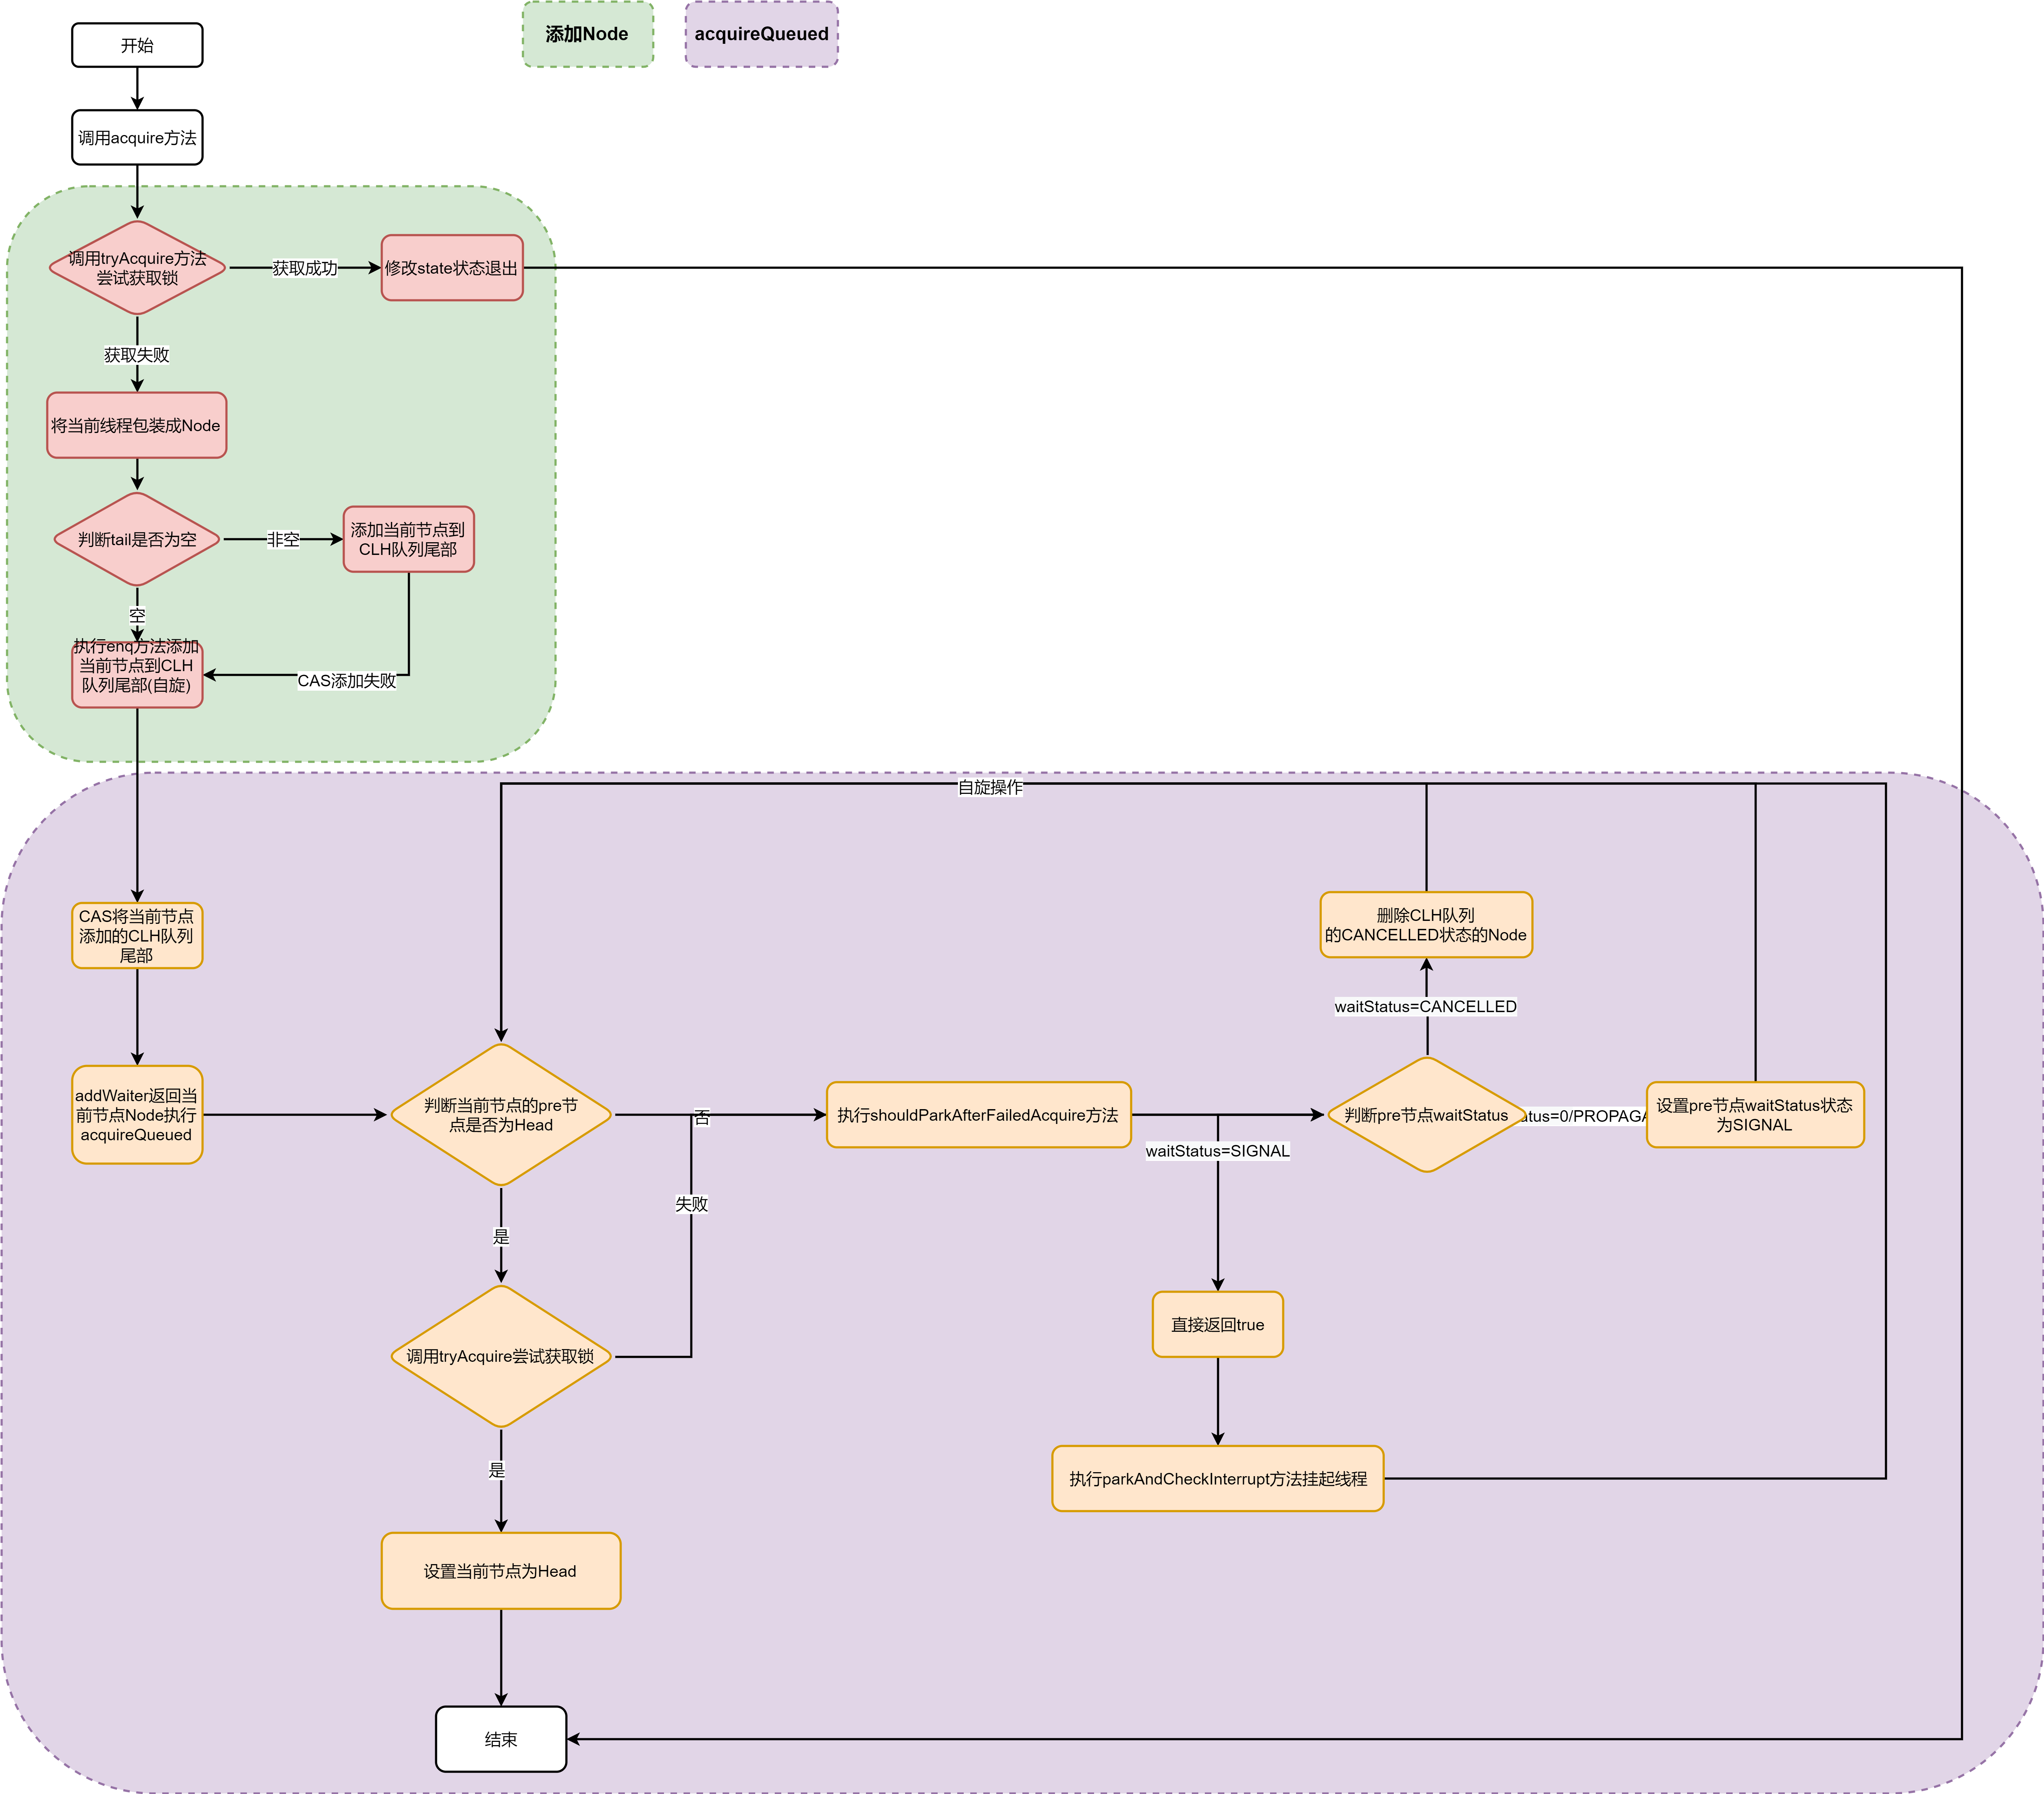 添加Node
acquireQueued
开始
调用acquire方法
调用tryAcquire方法
尝试获取锁
获取成功
修改state状态退出
获取失败
将当前线程包装成Node
判断tail是否为空
非空
添加当前节点到
CLH队列尾部
空
执行enq方法添加
当前节点到CLH
队列尾部(自旋)
CAS添加失败
自旋操作
CAS将当前节点
添加的CLH队列
尾部
删除CLH队列
的CANCELLED状态的Node
waitStatus=CANCELLED
addWaiter返回当
前节点Node执行
acquireQueued
判断当前节点的pre节
点是否为Head
否
执行shouldParkAfterFailedAcquire方法
判断pre节点waitStatus
atus=0/PROPAGA
设置pre节点waitStatus状态
为SIGNAL
waitStatus=SIGNAL
失败
是
直接返回true
调用tryAcquire尝试获取锁
是
执行parkAndCheckInterrupt方法挂起线程
设置当前节点为Head
结束